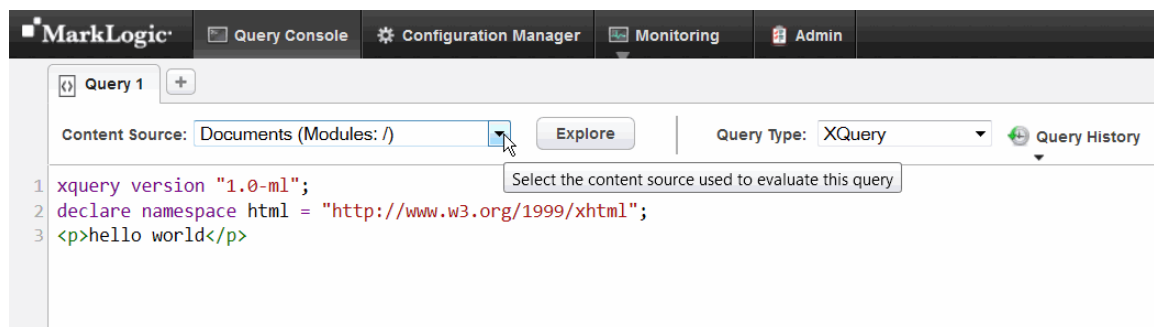 MarkLogic Query Console Configuration Manager Monitoring Admin
Query 1 +
Content Source: Documents (Modules: /) Explore Query Type: XQuery Query History
Select the content source used to evaluate this query
1 xquery version "1.0-ml";
2 declare namespace html = "http://www.w3.org/1999/xhtml";
3 <p>hello world</p>